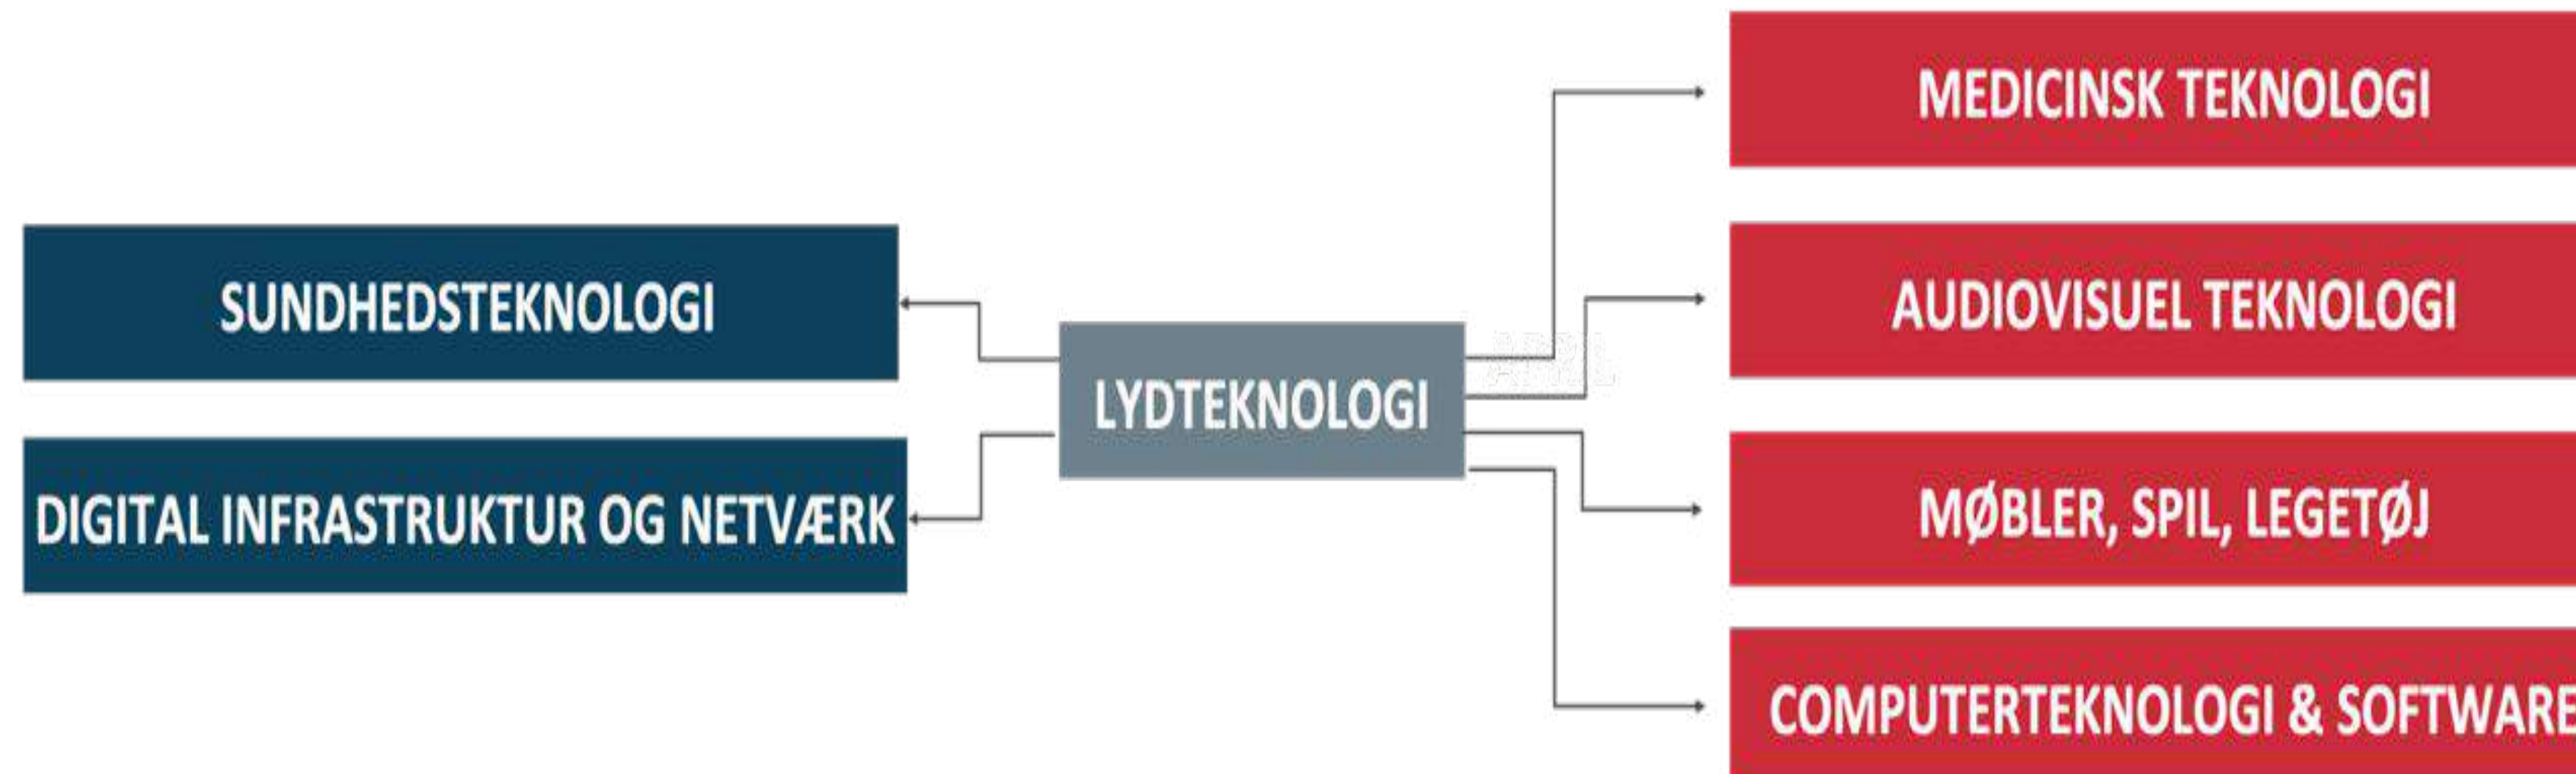 MEDICINSK TEKNOLOGI
SUNDHEDSTEKNOLOGI
AUDIOVISUEL TEKNOLOGI
LYDTEKNOLOGI
DIGITAL INFRASTRUKTUR OG NETVÆRK
MØBLER, SPIL, LEGETØJ
COMPUTERTEKNOLOGI & SOFTWARE